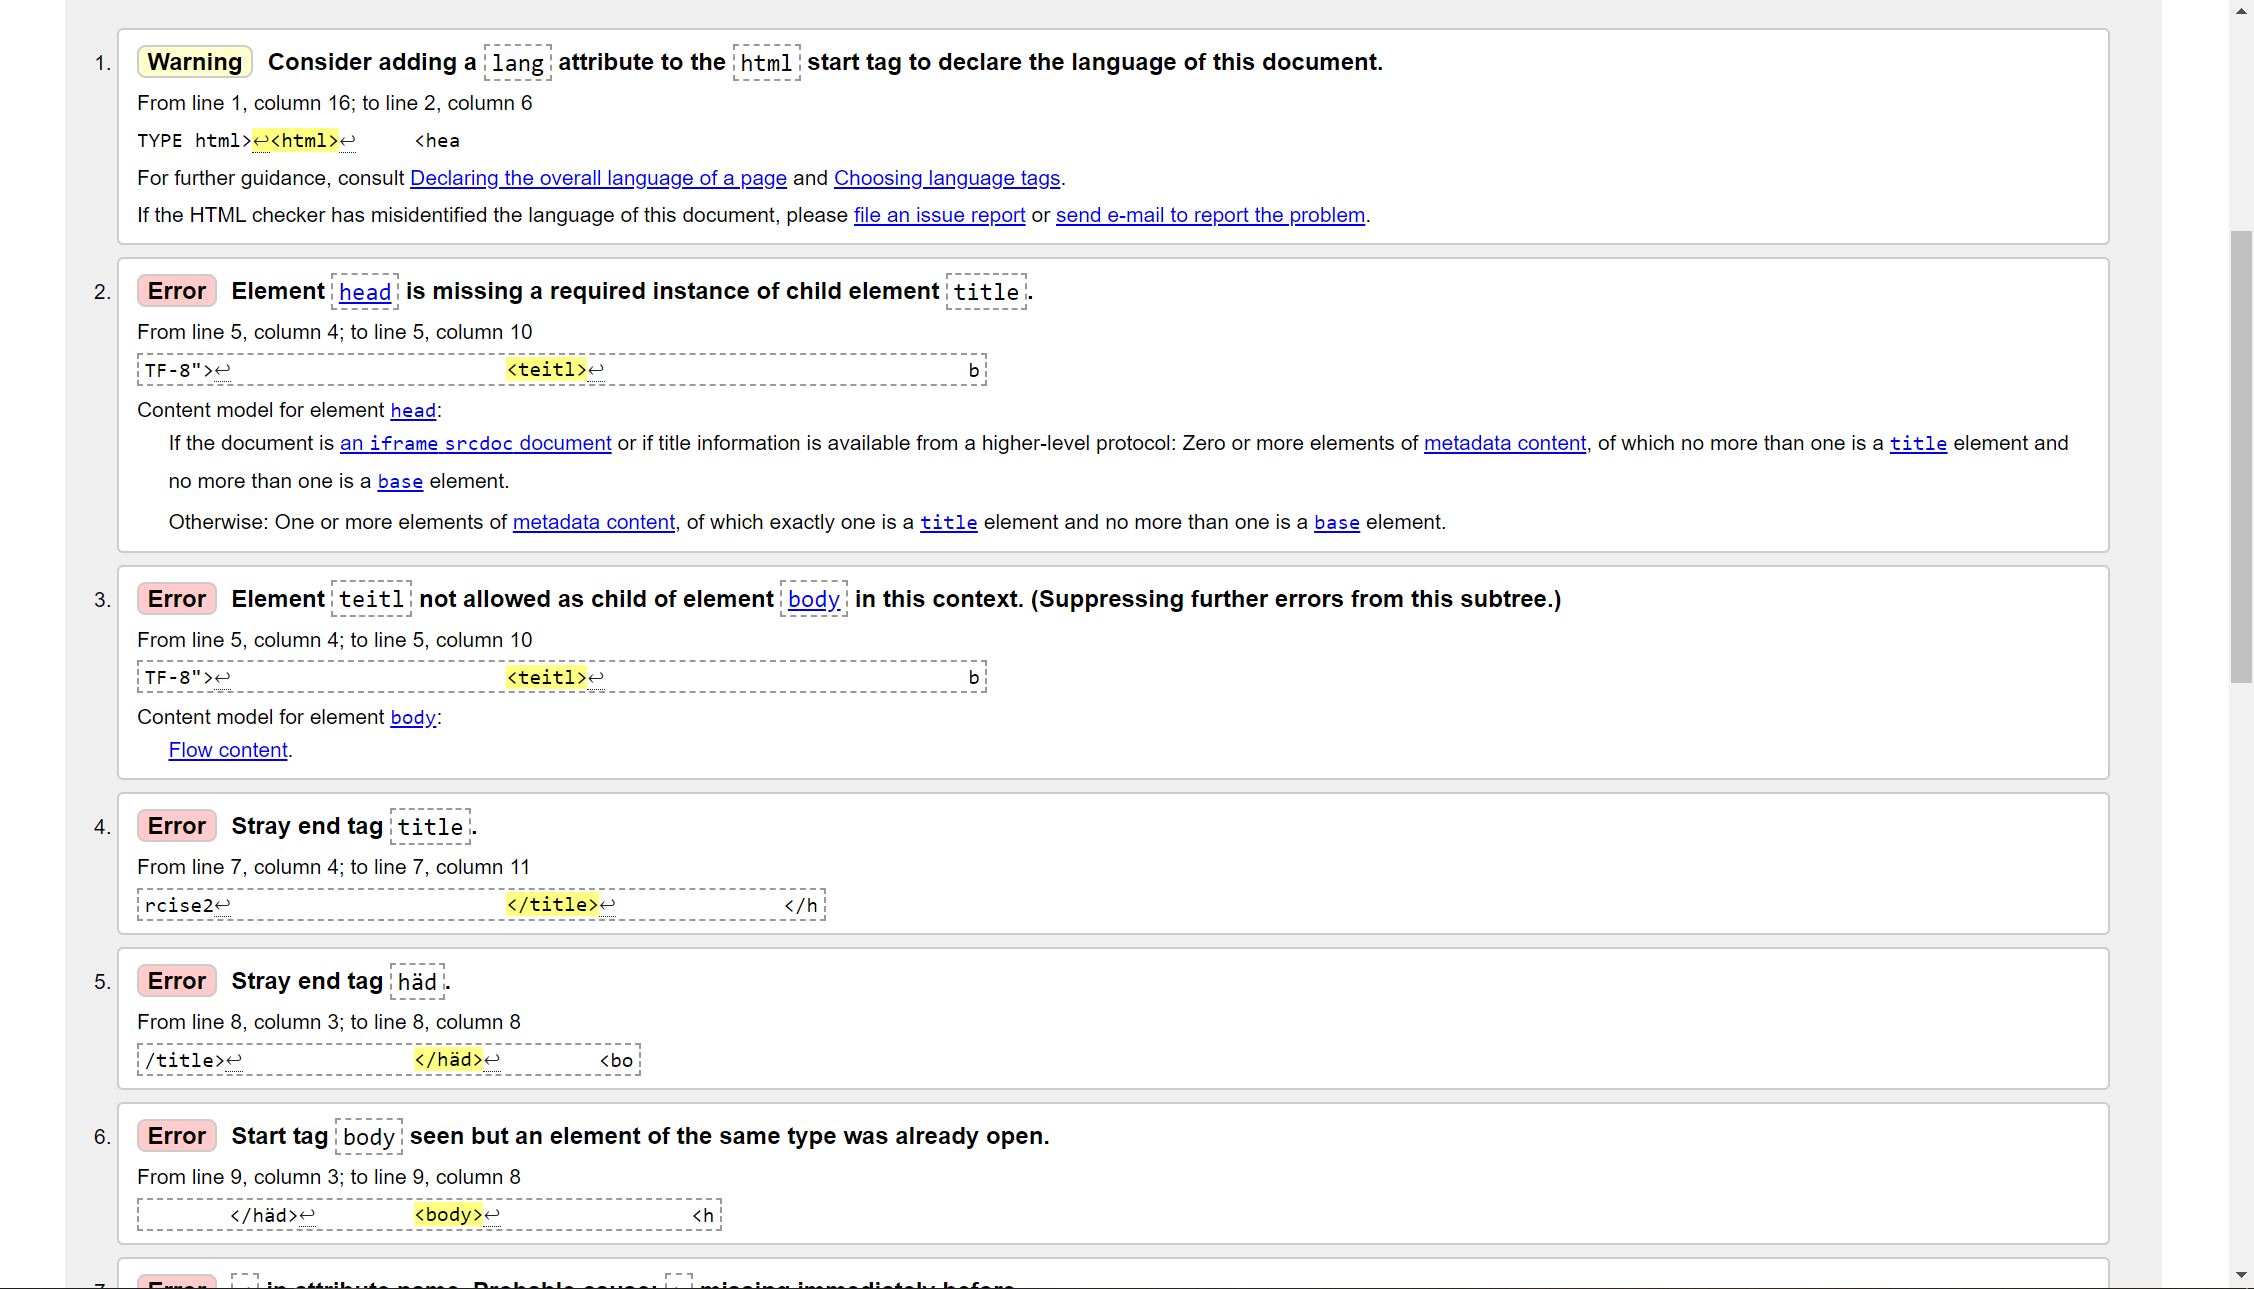 1. Warning Consider adding a lang attribute to the html start tag to declare the language of this document.
From line 1, column 16; to line 2, column 6
TYPE html>↩<html>↩ <hea
For further guidance, consult Declaring the overall language of a page and Choosing language tags.
If the HTML checker has misidentified the language of this document, please file an issue report or send e-mail to report the problem.
2. Error Element head is missing a required instance of child element title.
From line 5, column 4; to line 5, column 10
TF-8">↩ <teitl>↩ b
Content model for element head:
If the document is an iframe srcdoc document or if title information is available from a higher-level protocol: Zero or more elements of metadata content, of which no more than one is a title element and
no more than one is a base element.
Otherwise: One or more elements of metadata content, of which exactly one is a title element and no more than one is a base element.
3. Error Element teitl not allowed as child of element body in this context. (Suppressing further errors from this subtree.)
From line 5, column 4; to line 5, column 10
TF-8">↩ <teitl>↩ b
Content model for element body:
Flow content.
4. Error Stray end tag title.
From line 7, column 4; to line 7, column 11
rcise2↩ </title>↩ </h
5. Error Stray end tag häd.
From line 8, column 3; to line 8, column 8
/title>↩ </häd>↩ <bo
6. Error Start tag body seen but an element of the same type was already open.
From line 9, column 3; to line 9, column 8
</häd>↩ <body>↩ <h
7. Error in attribute name. Probable cause: missing immediately before.